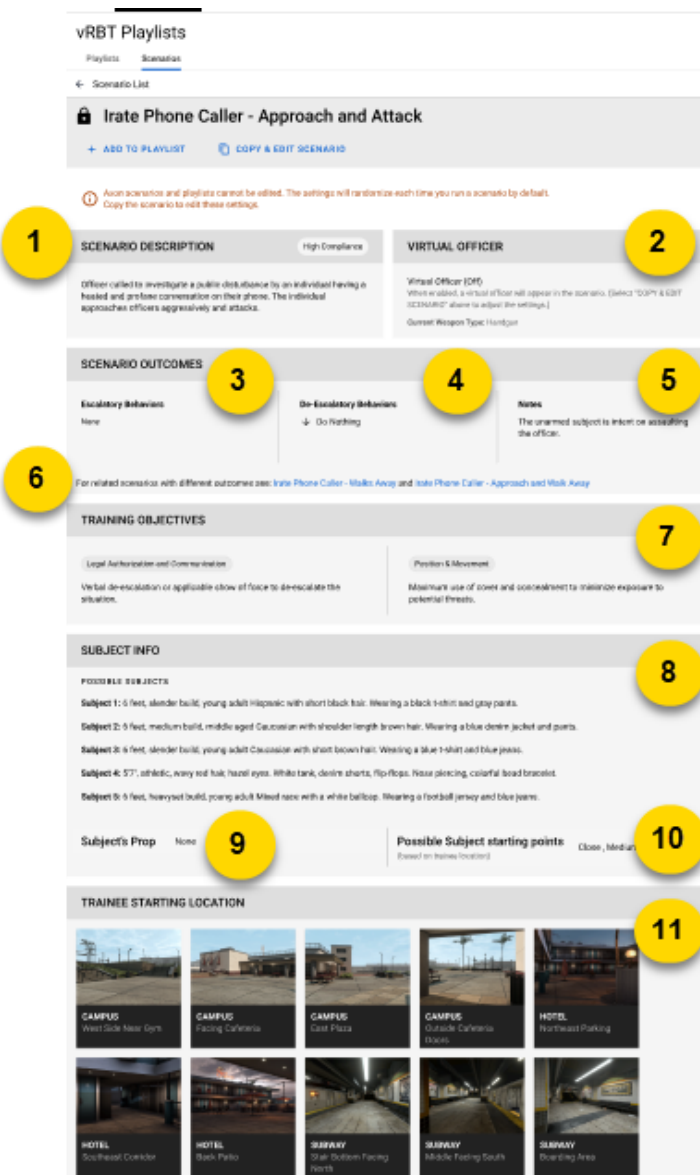 vRBT Playlists
Playlists Scenarios
← Scenario List
Irate Phone Caller - Approach and Attack
+ ADD TO PLAYLIST COPY & EDIT SCENARIO
Axon scenarios and playlists cannot be edited. The settings will randomize each time you run a scenario by default.
Copy the scenario to edit these settings.
1
SCENARIO DESCRIPTION High Compliance
Officer called to investigate a public disturbance by an individual having a
heated and profane conversation on their phone. The individual
approaches officers aggressively and attacks.
VIRTUAL OFFICER
2
Virtual Officer (Off)
When enabled, a virtual officer will appear in the scenario. (Select "COPY & EDIT
SCENARIO" above to adjust the settings.)
Current Weapon Type: Handgun
SCENARIO OUTCOMES
3
4
5
Escalatory Behaviors
None
De-Escalatory Behaviors
↓ Do Nothing
Notes
The unarmed subject is intent on assaulting
the officer.
6
For related scenarios with different outcomes see: Irate Phone Caller - Walks Away and Irate Phone Caller - Approach and Walk Away
TRAINING OBJECTIVES
7
Legal Authorization and Communication
Verbal de-escalation or applicable show of force to de-escalate the
situation.
Position & Movement
Maximum use of cover and concealment to minimize exposure to
potential threats.
SUBJECT INFO
8
POSSIBLE SUBJECTS
Subject 1: 6 feet, slender build, young adult Hispanic with short black hair. Wearing a black t-shirt and gray pants.
Subject 2: 6 feet, medium build, middle aged Caucasian with shoulder length brown hair. Wearing a blue denim jacket and pants.
Subject 3: 6 feet, slender build, young adult Caucasian with short brown hair. Wearing a blue t-shirt and blue jeans.
Subject 4: 5'7", athletic, wavy red hair, hazel eyes. White tank, denim shorts, flip-flops. Nose piercing, colorful bead bracelet.
Subject 5: 6 feet, heavyset build, young adult Mixed race with a white ballcap. Wearing a football jersey and blue jeans.
Subject's Prop None
9
Possible Subject starting points Close, Medium
(based on trainee location)
10
TRAINEE STARTING LOCATION
11
CAMPUS
West Side Near Gym
CAMPUS
Facing Cafeteria
CAMPUS
East Plaza
CAMPUS
Outside Cafeteria
Doors
HOTEL
Northeast Parking
HOTEL
Southeast Corridor
HOTEL
Back Patio
SUBWAY
Stair Bottom Facing
North
SUBWAY
Middle Facing South
SUBWAY
Boarding Area